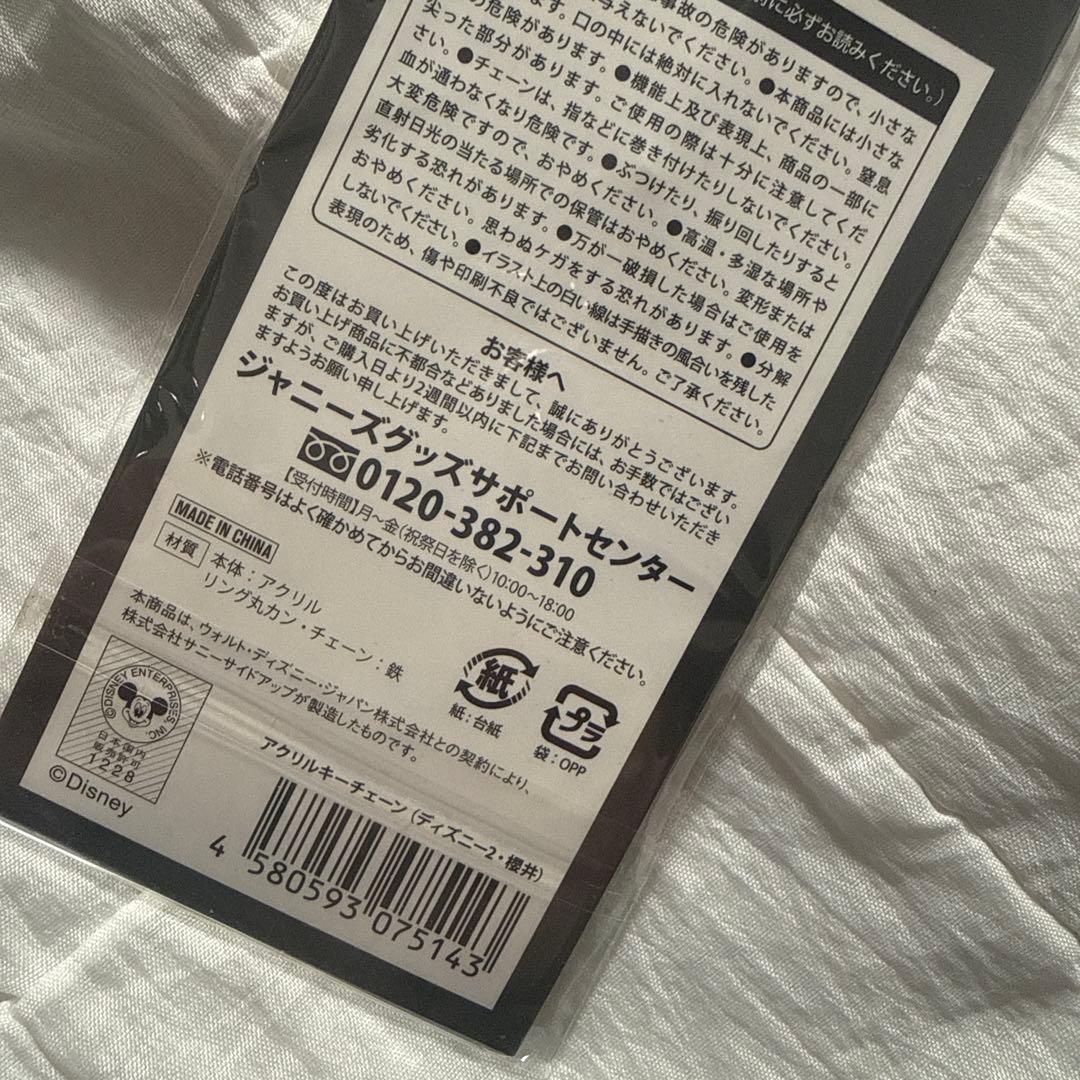 前に必ずお読みください。)
事故の危険がありますので、小さな
与えないでください。●本商品には小さな
ます。口の中には絶対に入れないでください。窒息
の危険があります。●機能上及び表現上、商品の一部に
尖った部分があります。ご使用の際は十分に注意してくだ
さい。●チェーンは、指などに巻き付けたりしないでください。
血が通わなくなり危険です。●ぶつけたり、振り回したりすると
大変危険ですので、おやめください。●高温・多湿な場所や
直射日光の当たる場所での保管はおやめください。変形または
劣化する恐れがあります。●万が一破損した場合はご使用を
おやめください。思わぬケガをする恐れがあります。●分解
しないでください。●イラスト上の白い線は手描きの風合いを残した
表現のため、傷や印刷不良ではございません。ご了承ください。
お客様へ
この度はお買い上げいただきまして、誠にありがとうございます。
お買い上げ商品に不都合などありました場合には、お手数ではござい
ますが、ご購入日より2週間以内に下記までお問い合わせいただき
ますようお願い申し上げます。
ジャニーズグッズサポートセンター
0120-382-310
【受付時間】月~金(祝祭日を除く)10:00~18:00
※電話番号はよく確かめてからお間違いないようにご注意ください。
MADE IN CHINA
材質 本体:アクリル
リング丸カン・チェーン:鉄
本商品は、ウォルト・ディズニー・ジャパン株式会社との契約により、
株式会社サニーサイドアップが製造したものです。
紙
紙:台紙
プラ
袋:OPP
©DISNEY ENTERPRISES INC.
日本国内
販売許可
1228
©Disney
アクリルキーチェーン(ディズニー2・櫻井)
4 580593 075143